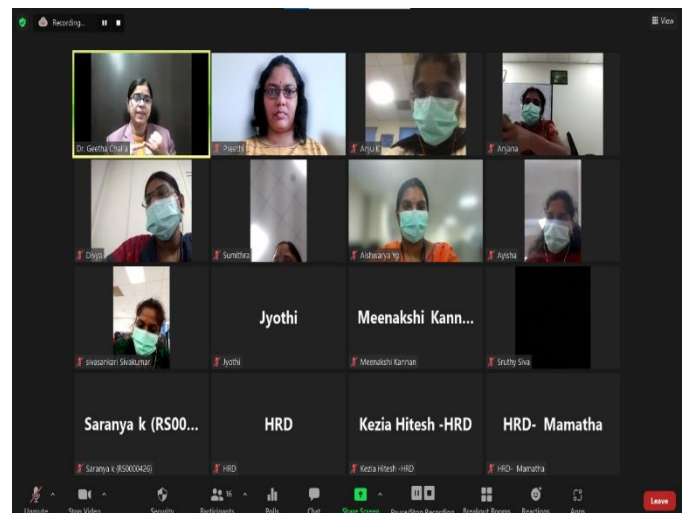 Recording...
View
Dr. Geetha Challa
Preethi
Anju.K
Anjana
Divya
Sumithra
Aishwarya
Ayisha
sivasankari Sivakumar
Jyothi
Jyothi
Meenakshi Kann...
Meenakshi Kannan
Sruthy Siva
Saranya k (RS00...
Saranya k (RS0000426)
HRD
HRD
Kezia Hitesh -HRD
Kezia Hitesh -HRD
HRD- Mamatha
HRD- Mamatha
Unmute
Stop Video
Security
Participants
16
Polls
Chat
Share Screen
Pause/Stop Recording
Breakout Rooms
Reactions
Apps
Leave